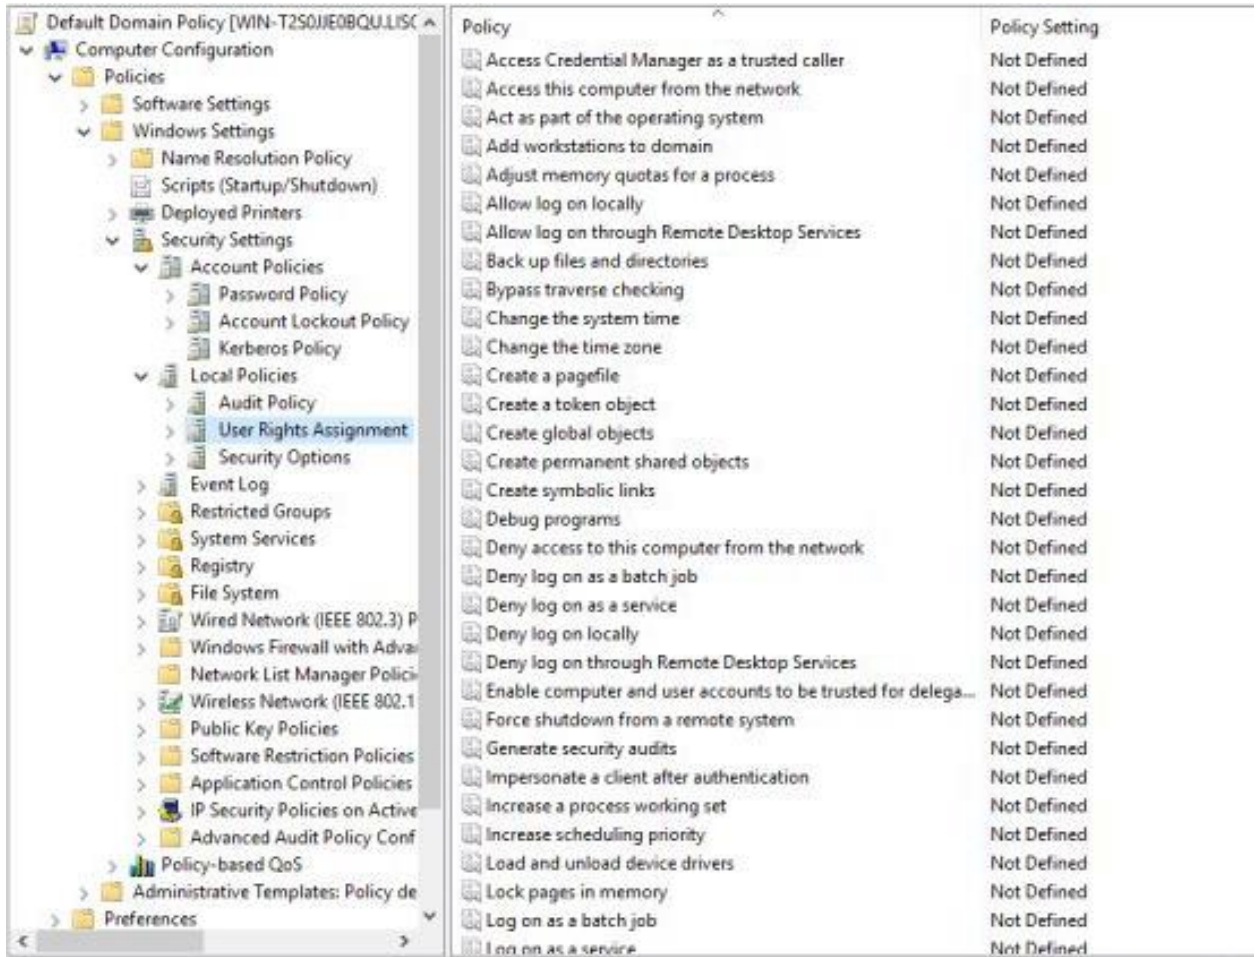 Default Domain Policy [WIN-T2S0JJE0BQU.LISC
Computer Configuration
Policies
Software Settings
Windows Settings
Name Resolution Policy
Scripts (Startup/Shutdown)
Deployed Printers
Security Settings
Account Policies
Password Policy
Account Lockout Policy
Kerberos Policy
Local Policies
Audit Policy
User Rights Assignment
Security Options
Event Log
Restricted Groups
System Services
Registry
File System
Wired Network (IEEE 802.3) P
Windows Firewall with Adva
Network List Manager Polici
Wireless Network (IEEE 802.1
Public Key Policies
Software Restriction Policies
Application Control Policies
IP Security Policies on Active
Advanced Audit Policy Conf
Policy-based QoS
Administrative Templates: Policy de
Preferences
Policy Policy Setting
Access Credential Manager as a trusted caller Not Defined
Access this computer from the network Not Defined
Act as part of the operating system Not Defined
Add workstations to domain Not Defined
Adjust memory quotas for a process Not Defined
Allow log on locally Not Defined
Allow log on through Remote Desktop Services Not Defined
Back up files and directories Not Defined
Bypass traverse checking Not Defined
Change the system time Not Defined
Change the time zone Not Defined
Create a pagefile Not Defined
Create a token object Not Defined
Create global objects Not Defined
Create permanent shared objects Not Defined
Create symbolic links Not Defined
Debug programs Not Defined
Deny access to this computer from the network Not Defined
Deny log on as a batch job Not Defined
Deny log on as a service Not Defined
Deny log on locally Not Defined
Deny log on through Remote Desktop Services Not Defined
Enable computer and user accounts to be trusted for delega... Not Defined
Force shutdown from a remote system Not Defined
Generate security audits Not Defined
Impersonate a client after authentication Not Defined
Increase a process working set Not Defined
Increase scheduling priority Not Defined
Load and unload device drivers Not Defined
Lock pages in memory Not Defined
Log on as a batch job Not Defined
Log on as a service Not Defined